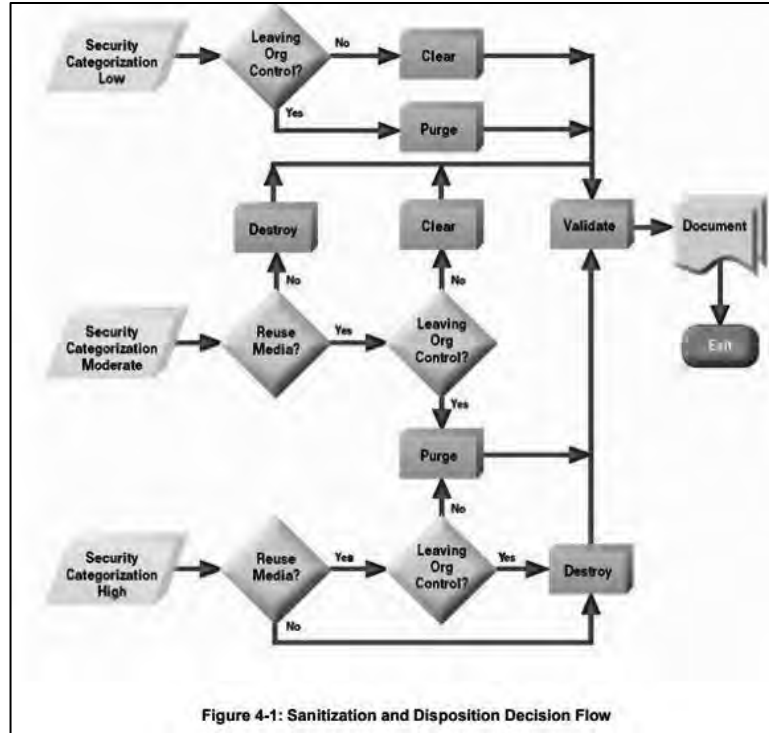 Security
Categorization
Low
Leaving
Org
Control?
No
Clear
Yes
Purge
Destroy
Clear
Validate
Document
No
No
Security
Categorization
Moderate
Reuse
Media?
Yes
Leaving
Org
Control?
Exit
Yes
Purge
No
Security
Categorization
High
Reuse
Media?
Yes
Leaving
Org
Control?
Yes
Destroy
No
Figure 4-1: Sanitization and Disposition Decision Flow